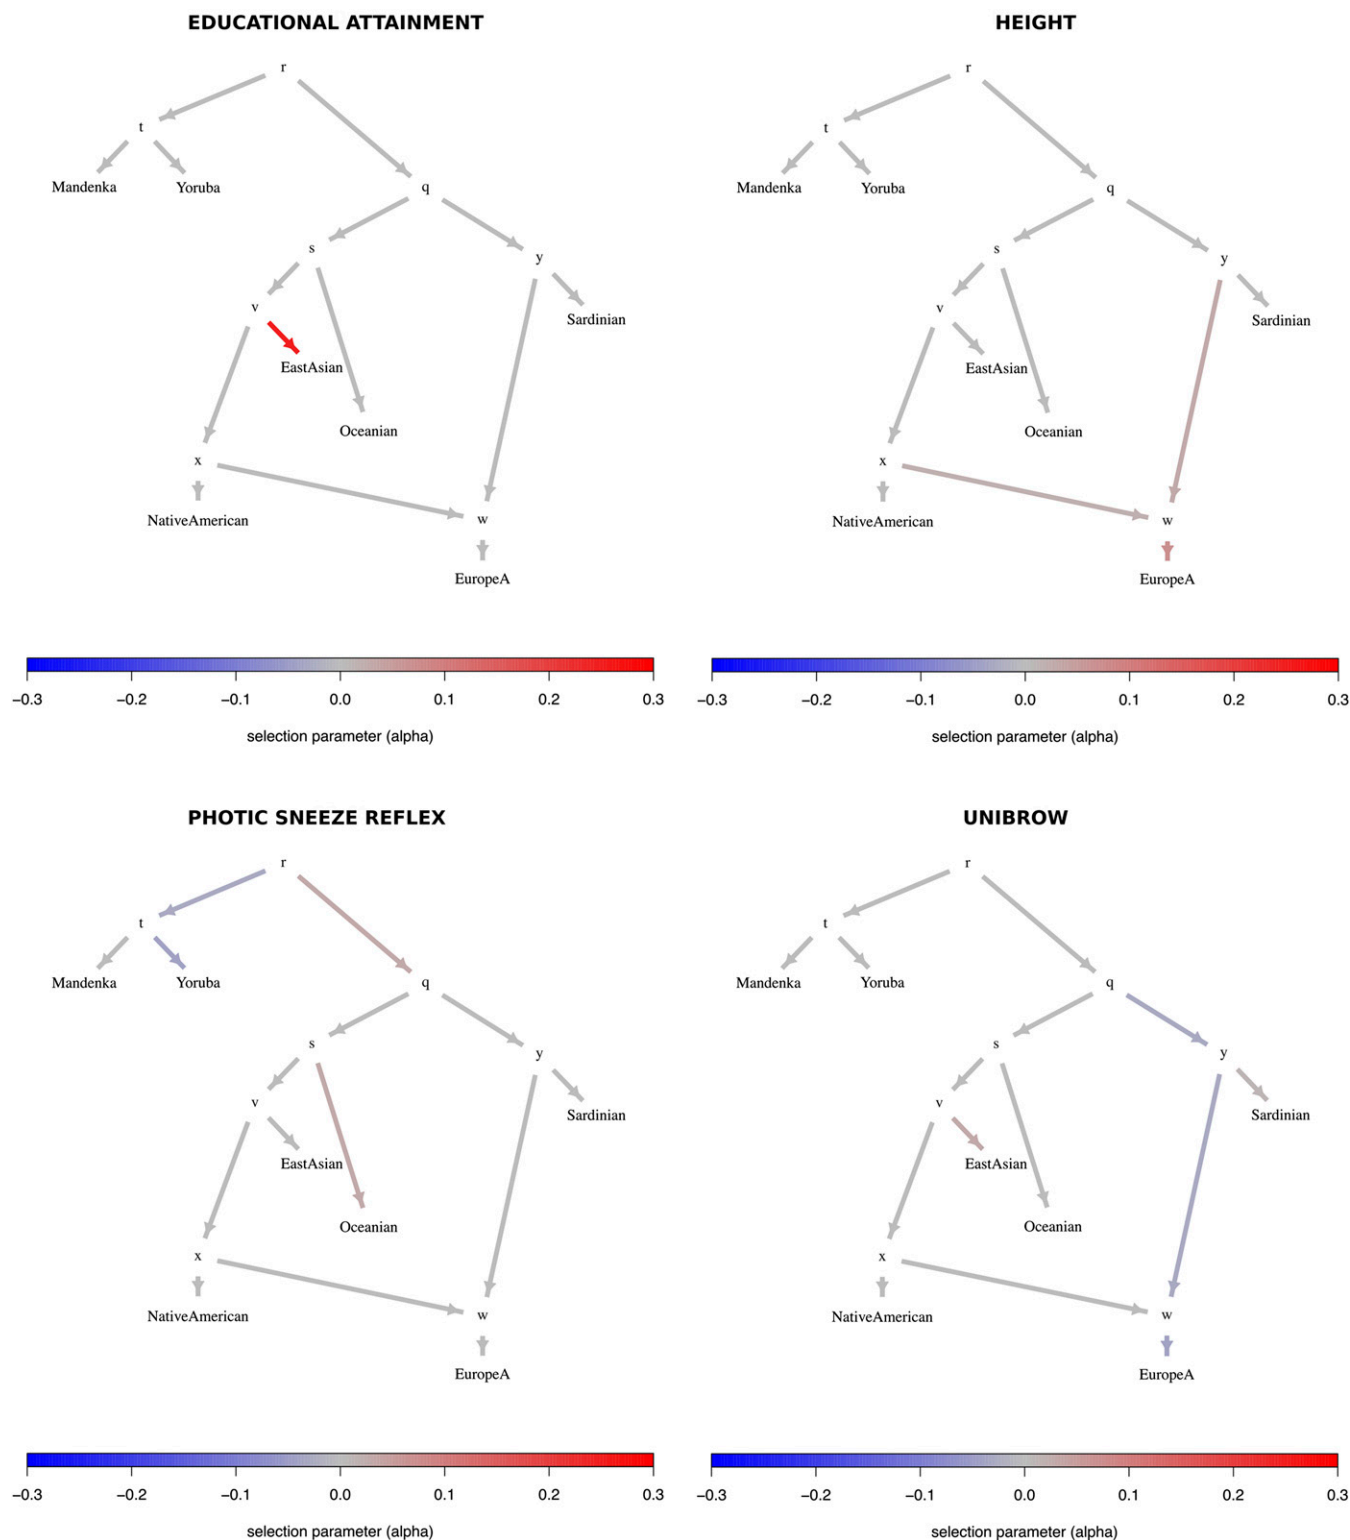 EDUCATIONAL ATTAINMENT
r
t
Mandenka
Yoruba
q
s
y
v
Sardinian
EastAsian
Oceanian
x
NativeAmerican
w
EuropeA
−0.3 −0.2 −0.1 0.0 0.1 0.2 0.3
selection parameter (alpha)
HEIGHT
r
t
Mandenka
Yoruba
q
s
y
v
Sardinian
EastAsian
Oceanian
x
NativeAmerican
w
EuropeA
−0.3 −0.2 −0.1 0.0 0.1 0.2 0.3
selection parameter (alpha)
PHOTIC SNEEZE REFLEX
r
t
Mandenka
Yoruba
q
s
y
v
Sardinian
EastAsian
Oceanian
x
NativeAmerican
w
EuropeA
−0.3 −0.2 −0.1 0.0 0.1 0.2 0.3
selection parameter (alpha)
UNIBROW
r
t
Mandenka
Yoruba
q
s
y
v
Sardinian
EastAsian
Oceanian
x
NativeAmerican
w
EuropeA
−0.3 −0.2 −0.1 0.0 0.1 0.2 0.3
selection parameter (alpha)